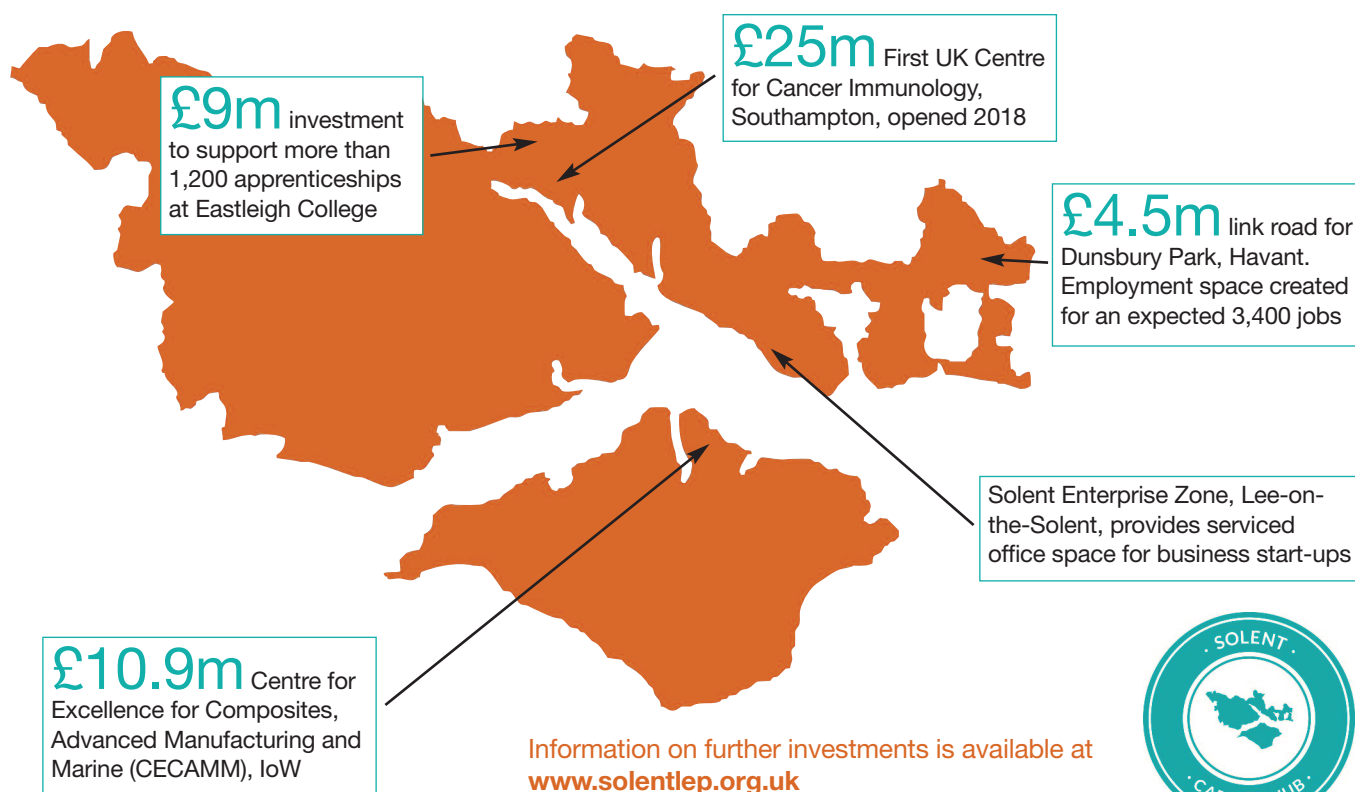 £9m investment
to support more than
1,200 apprenticeships
at Eastleigh College
£25m First UK Centre
for Cancer Immunology,
Southampton, opened 2018
£4.5m link road for
Dunsbury Park, Havant.
Employment space created
for an expected 3,400 jobs
Solent Enterprise Zone, Lee-on-
the-Solent, provides serviced
office space for business start-ups
£10.9m Centre for
Excellence for Composites,
Advanced Manufacturing and
Marine (CECAMM), IoW
Information on further investments is available at
www.solentlep.org.uk
· SOLENT ·